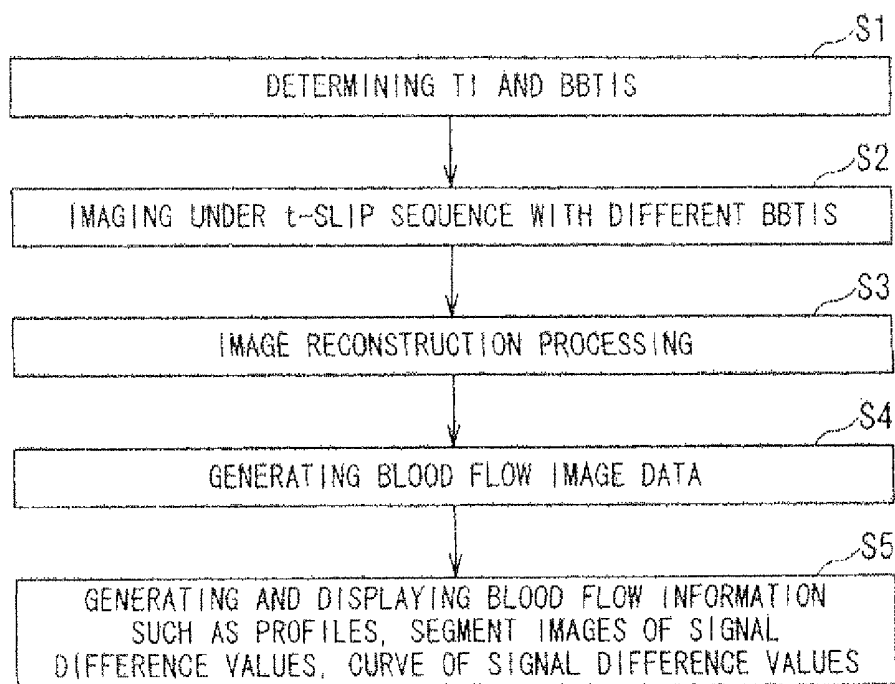 S1
DETERMINING TI AND BBTIS
S2
IMAGING UNDER t-SLIP SEQUENCE WITH DIFFERENT BBTIS
S3
IMAGE RECONSTRUCTION PROCESSING
S4
GENERATING BLOOD FLOW IMAGE DATA
S5
GENERATING AND DISPLAYING BLOOD FLOW INFORMATION
SUCH AS PROFILES, SEGMENT IMAGES OF SIGNAL
DIFFERENCE VALUES, CURVE OF SIGNAL DIFFERENCE VALUES